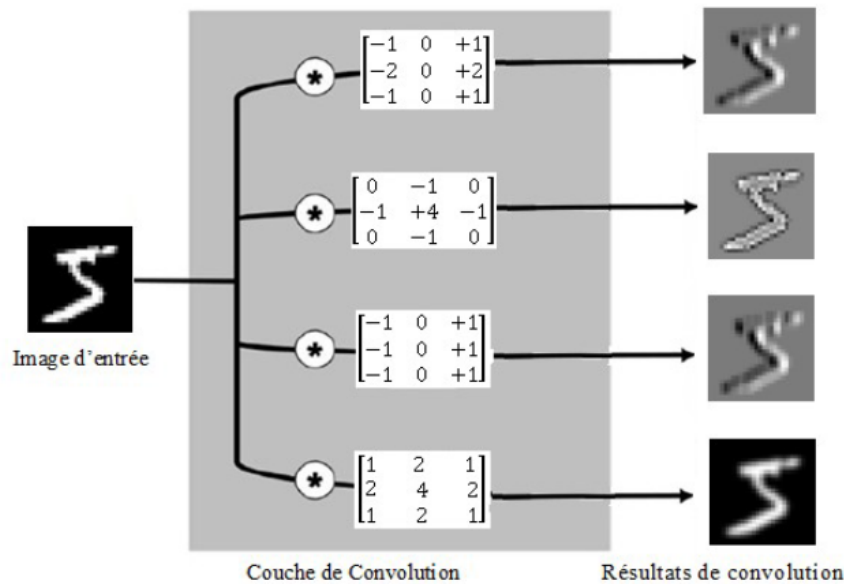 * [−1 0 +1]
[−2 0 +2]
[−1 0 +1]
* [0 −1 0]
[−1 +4 −1]
[0 −1 0]
Image d'entrée
* [−1 0 +1]
[−1 0 +1]
[−1 0 +1]
* [1 2 1]
[2 4 2]
[1 2 1]
Couche de Convolution
Résultats de convolution